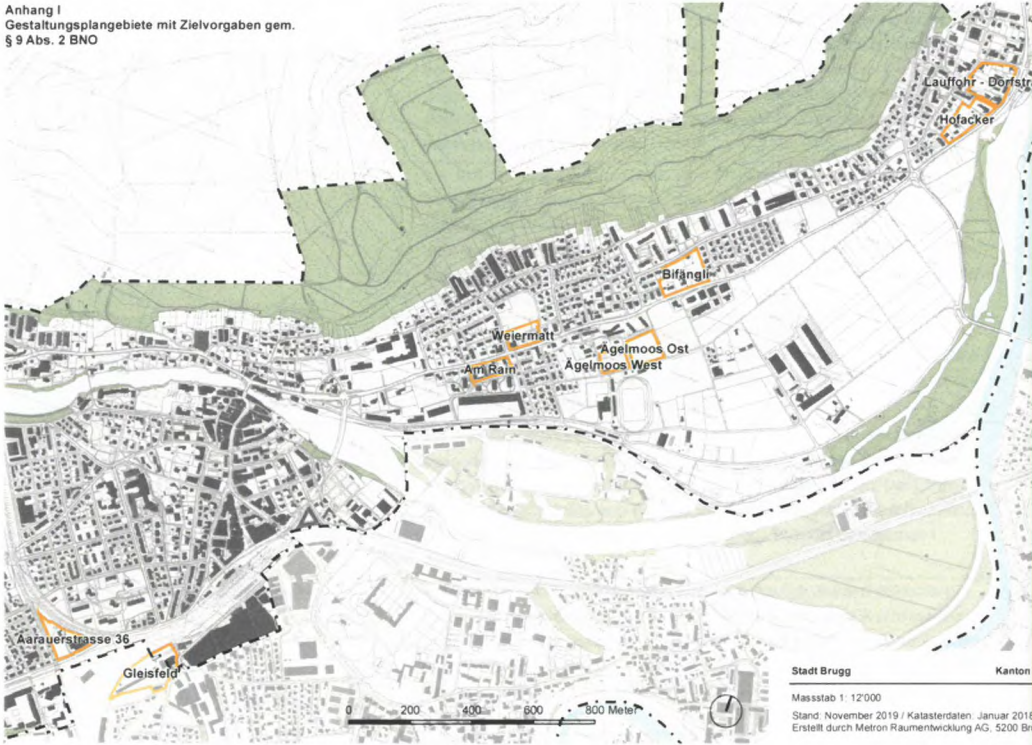 Anhang I
Gestaltungsplangebiete mit Zielvorgaben gem.
§ 9 Abs. 2 BNO
Lauffohr - Dorfstr
Hofacker
Bifängli
Weiermatt
Ägelmoos Ost
Am Rain
Ägelmoos West
Aarauerstrasse 36
Gleisfeld
0 200 400 600 800 Meter
Stadt Brugg Kanton
Massstab 1: 12'000
Stand: November 2019 / Katasterdaten: Januar 2018
Erstellt durch Metron Raumentwicklung AG, 5200 Br